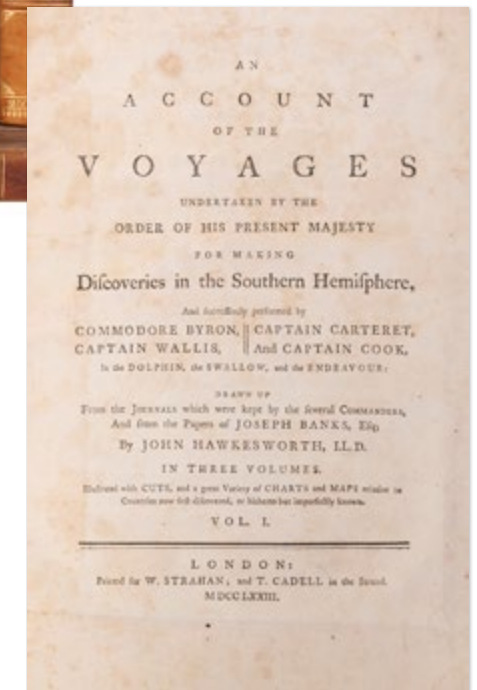 AN
ACCOUNT
OF THE
VOYAGES
UNDERTAKEN BY THE
ORDER OF HIS PRESENT MAJESTY
FOR MAKING
Diſcoveries in the Southern Hemiſphere,
And ſucceſſively performed by
COMMODORE BYRON, CAPTAIN CARTERET,
CAPTAIN WALLIS, And CAPTAIN COOK,
In the DOLPHIN, the SWALLOW, and the ENDEAVOUR:
DRAWN UP
From the JOURNALS which were kept by the ſeveral COMMANDERS,
And from the Papers of JOSEPH BANKS, Eſq;
By JOHN HAWKESWORTH, LL.D.
IN THREE VOLUMES.
Illuſtrated with CUTS, and a great Variety of CHARTS and MAPS relative to
Countries now firſt diſcovered, or hitherto but imperfectly known.
VOL. I.
LONDON:
Printed for W. STRAHAN; and T. CADELL in the Strand.
MDCCLXXIII.